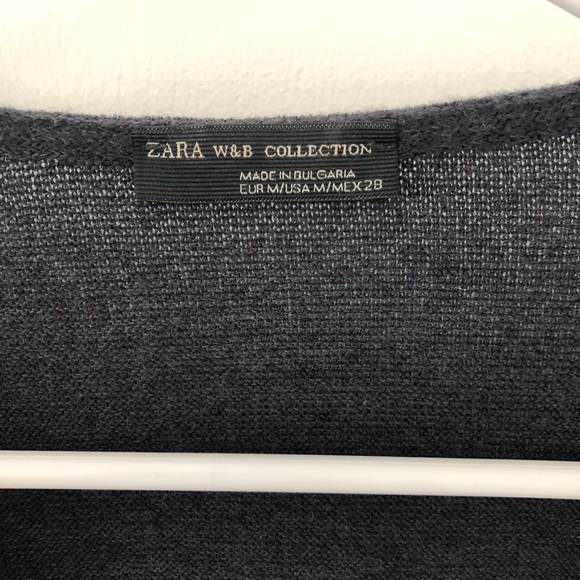 ZARA W&B COLLECTION
MADE IN BULGARIA
EUR M/USA M/MEX 28